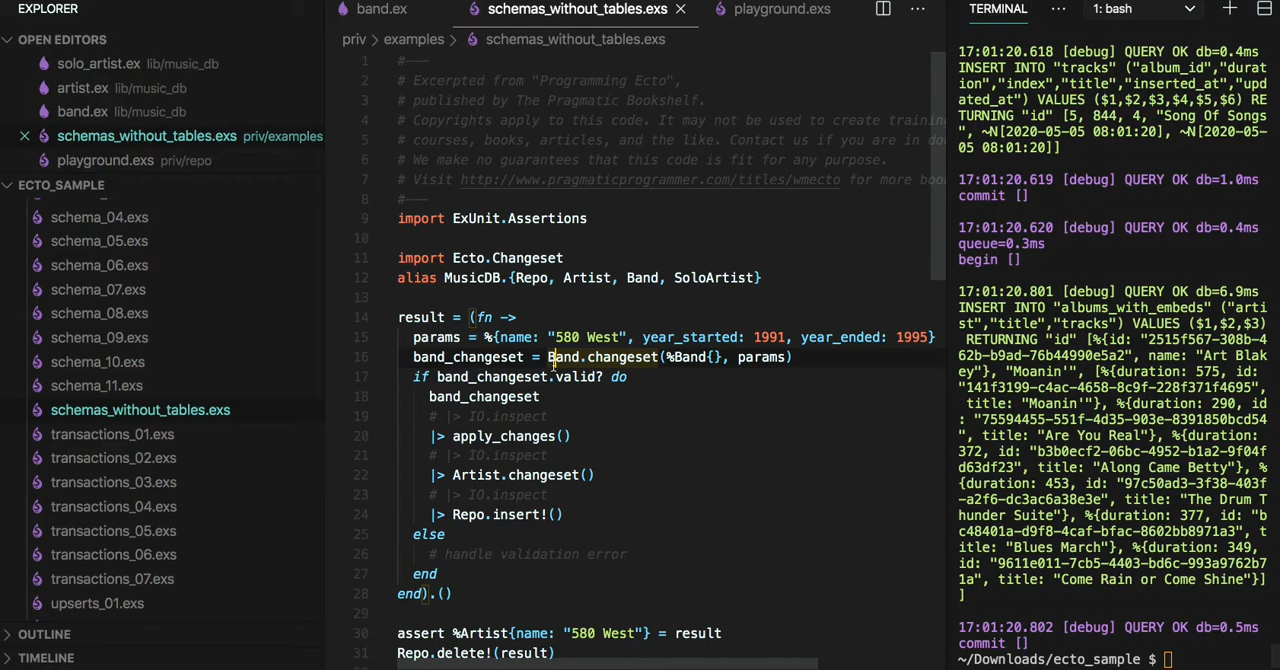 EXPLORER
OPEN EDITORS
solo_artist.ex lib/music_db
artist.ex lib/music_db
band.ex lib/music_db
schemas_without_tables.exs priv/examples
playground.exs priv/repo
ECTO_SAMPLE
schema_04.exs
schema_05.exs
schema_06.exs
schema_07.exs
schema_08.exs
schema_09.exs
schema_10.exs
schema_11.exs
schemas_without_tables.exs
transactions_01.exs
transactions_02.exs
transactions_03.exs
transactions_04.exs
transactions_05.exs
transactions_06.exs
transactions_07.exs
upserts_01.exs
OUTLINE
TIMELINE
band.ex schemas_without_tables.exs playground.exs
priv > examples > schemas_without_tables.exs
1 #---
2 # Excerpted from "Programming Ecto",
3 # published by The Pragmatic Bookshelf.
4 # Copyrights apply to this code. It may not be used to create training
5 # courses, books, articles, and the like. Contact us if you are in do
6 # We make no guarantees that this code is fit for any purpose.
7 # Visit http://www.pragmaticprogrammer.com/titles/wmecto for more boo
8 #---
9 import ExUnit.Assertions
10
11 import Ecto.Changeset
12 alias MusicDB.{Repo, Artist, Band, SoloArtist}
13
14 result = (fn ->
15 params = %{name: "580 West", year_started: 1991, year_ended: 1995}
16 band_changeset = Band.changeset(%Band{}, params)
17 if band_changeset.valid? do
18 band_changeset
19 # |> IO.inspect
20 |> apply_changes()
21 # |> IO.inspect
22 |> Artist.changeset()
23 # |> IO.inspect
24 |> Repo.insert!()
25 else
26 # handle validation error
27 end
28 end).()
29
30 assert %Artist{name: "580 West"} = result
31 Repo.delete!(result)
TERMINAL ··· 1: bash
17:01:20.618 [debug] QUERY OK db=0.4ms
INSERT INTO "tracks" ("album_id","durat
ion","index","title","inserted_at","upd
ated_at") VALUES ($1,$2,$3,$4,$5,$6) RE
TURNING "id" [5, 844, 4, "Song Of Songs
", ~N[2020-05-05 08:01:20], ~N[2020-05-
05 08:01:20]]
17:01:20.619 [debug] QUERY OK db=1.0ms
commit []
17:01:20.620 [debug] QUERY OK db=0.4ms
queue=0.3ms
begin []
17:01:20.801 [debug] QUERY OK db=6.9ms
INSERT INTO "albums_with_embeds" ("arti
st","title","tracks") VALUES ($1,$2,$3)
RETURNING "id" [%{id: "2515f567-308b-4
62b-b9ad-76b44990e5a2", name: "Art Blak
ey"}, "Moanin'", [%{duration: 575, id:
"141f3199-c4ac-4658-8c9f-228f371f4695",
title: "Moanin'"}, %{duration: 290, id
: "75594455-551f-4d35-903e-8391850bcd54
", title: "Are You Real"}, %{duration:
372, id: "b3b0ecf2-06bc-4952-b1a2-9f04f
d63df23", title: "Along Came Betty"}, %
{duration: 453, id: "97c50ad3-3f38-403f
-a2f6-dc3ac6a38e3e", title: "The Drum T
hunder Suite"}, %{duration: 377, id: "b
c48401a-d9f8-4caf-bfac-8602bb8971a3", t
itle: "Blues March"}, %{duration: 349,
id: "9611e011-7cb5-4403-bd6c-993a9762b7
1a", title: "Come Rain or Come Shine"}]
]
17:01:20.802 [debug] QUERY OK db=0.5ms
commit []
~/Downloads/ecto_sample $